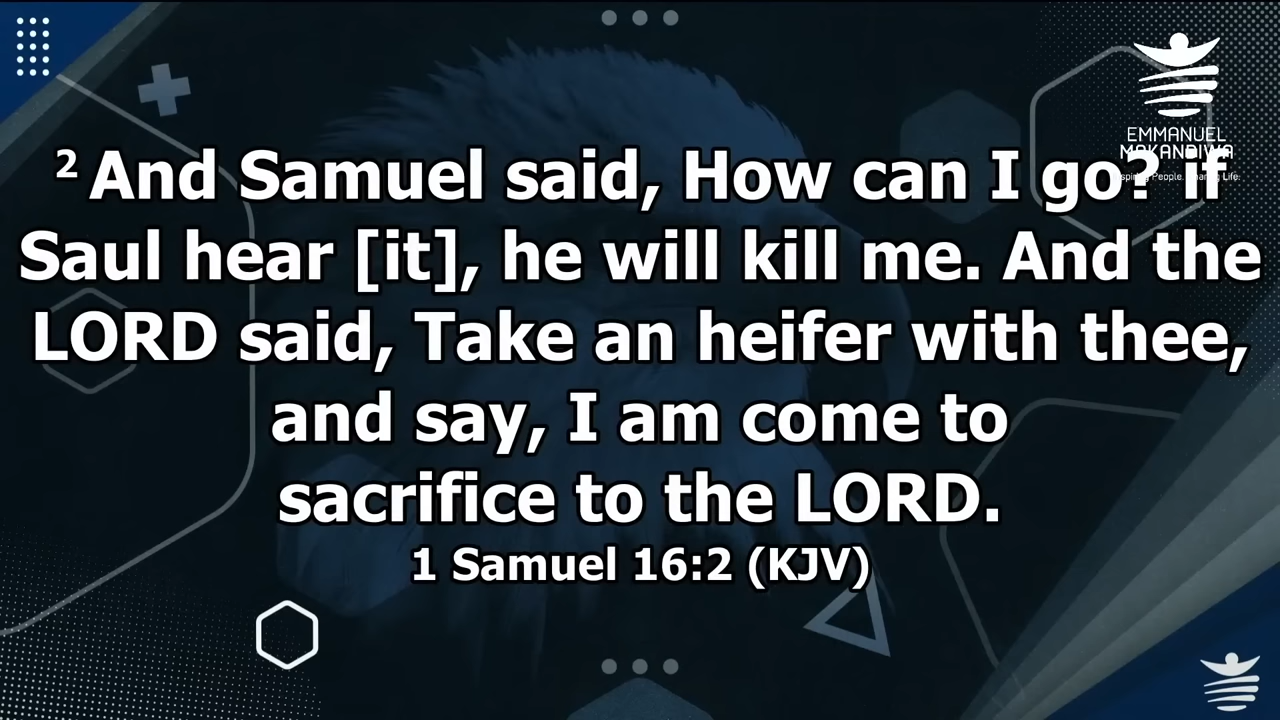 EMMANUEL
MAKANDIWA
People.
Life.
2 And Samuel said, How can I go? if
Saul hear [it], he will kill me. And the
LORD said, Take an heifer with thee,
and say, I am come to
sacrifice to the LORD.
1 Samuel 16:2 (KJV)